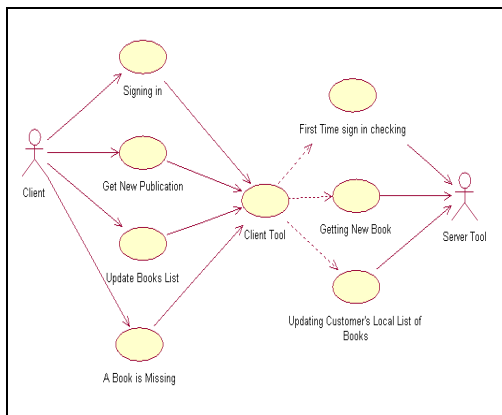 Signing in
First Time sign in checking
Client
Get New Publication
Client Tool
Getting New Book
Server Tool
Update Books List
Updating Customer's Local List of
Books
A Book is Missing